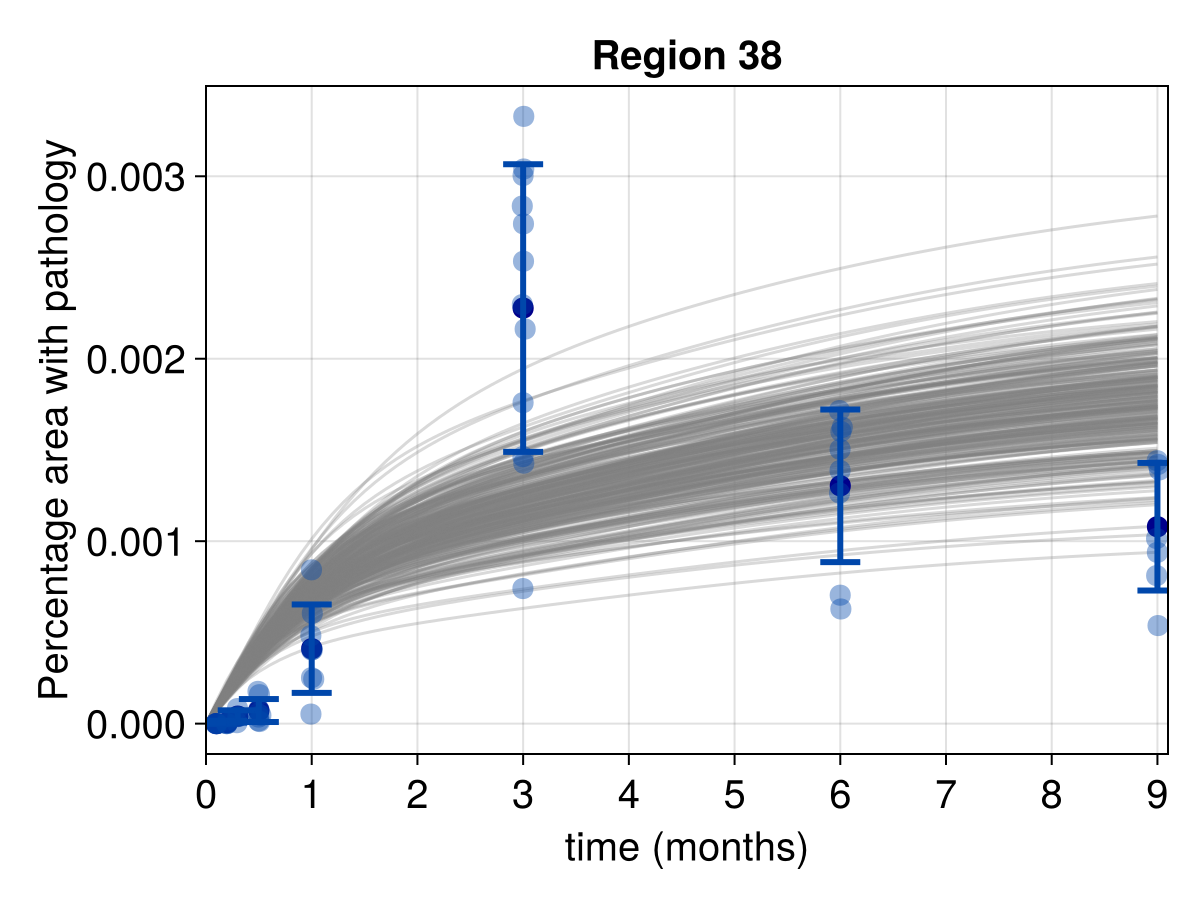 Region 38
Percentage area with pathology
0.003
0.002
0.001
0.000
0 1 2 3 4 5 6 7 8 9
time (months)